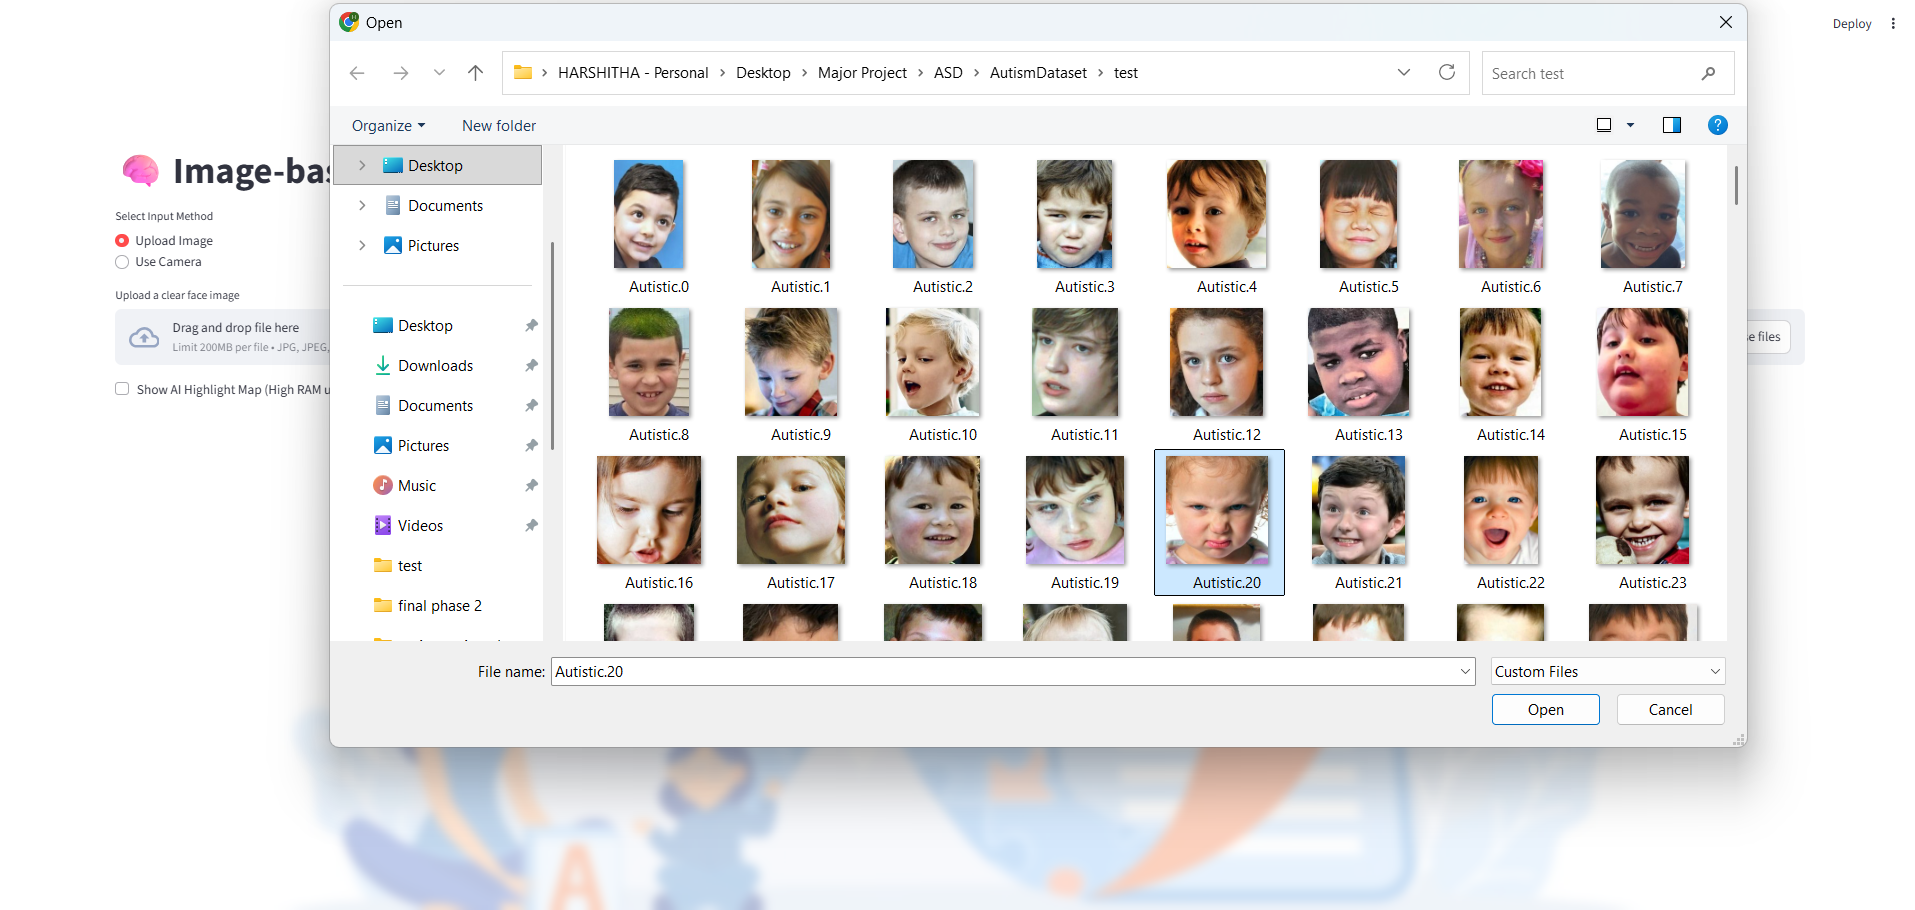 Open
Deploy
HARSHITHA - Personal > Desktop > Major Project > ASD > AutismDataset > test
Search test
Organize
New folder
Desktop
Documents
Pictures
Desktop
Downloads
Documents
Pictures
Music
Videos
test
final phase 2
Autistic.0 Autistic.1 Autistic.2 Autistic.3 Autistic.4 Autistic.5 Autistic.6 Autistic.7
Autistic.8 Autistic.9 Autistic.10 Autistic.11 Autistic.12 Autistic.13 Autistic.14 Autistic.15
Autistic.16 Autistic.17 Autistic.18 Autistic.19 Autistic.20 Autistic.21 Autistic.22 Autistic.23
File name: Autistic.20
Custom Files
Open Cancel
Image-bas
Select Input Method
Upload Image
Use Camera
Upload a clear face image
Drag and drop file here
Limit 200MB per file • JPG, JPEG,
e files
Show AI Highlight Map (High RAM u
A